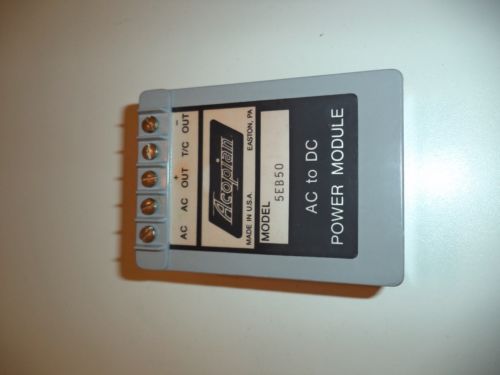 AC AC OUT T/C OUT
+ -
Acopian
MADE IN U.S.A. EASTON, PA
MODEL 5EB50
AC to DC
POWER MODULE